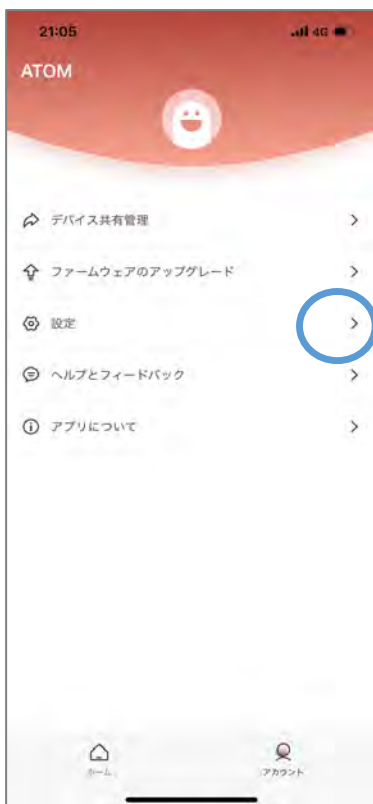 21:05
4G
ATOM
デバイス共有管理
ファームウェアのアップグレード
設定
ヘルプとフィードバック
アプリについて
ホーム
アカウント